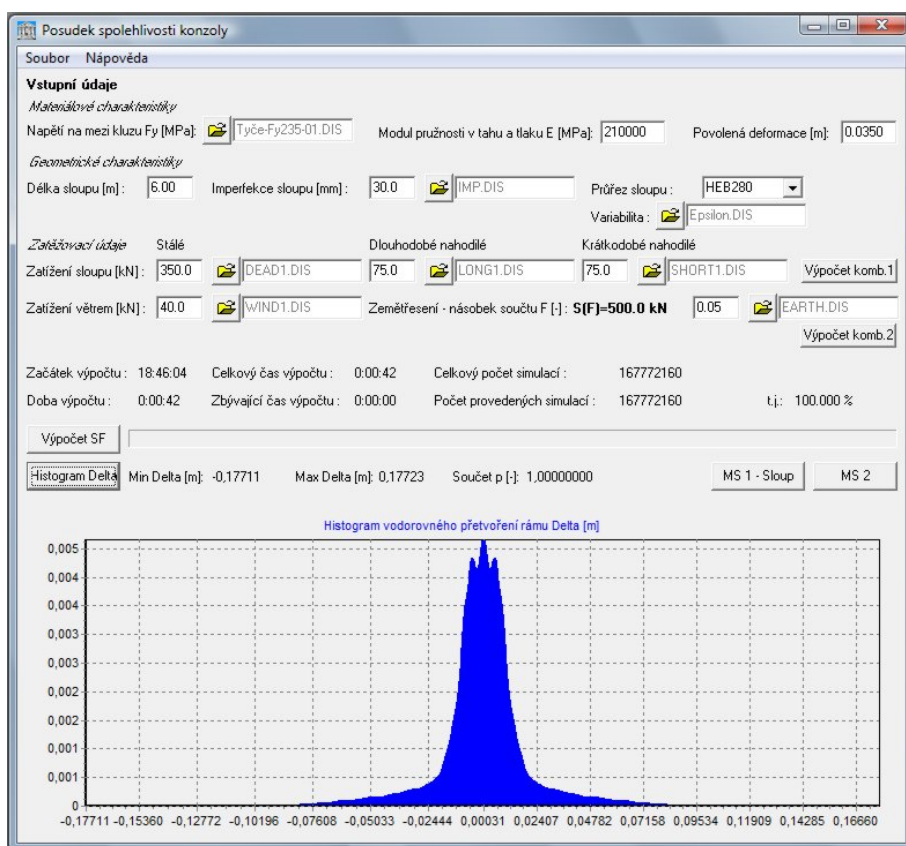 Posudek spolehlivosti konzoly
Soubor Nápověda
Vstupní údaje
Materiálové charakteristiky
Napětí na mezi kluzu Fy [MPa]: Tyče-Fy235-01.DIS Modul pružnosti v tahu a tlaku E [MPa]: 210000 Povolená deformace [m]: 0.0350
Geometrické charakteristiky
Délka sloupu [m] : 6.00 Imperfekce sloupu [mm] : 30.0 IMP.DIS Průřez sloupu : HEB280
Variabilita : Epsilon.DIS
Zatěžovací údaje Stálé Dlouhodobé nahodilé Krátkodobé nahodilé
Zatížení sloupu [kN] : 350.0 DEAD1.DIS 75.0 LONG1.DIS 75.0 SHORT1.DIS Výpočet komb.1
Zatížení větrem [kN] : 40.0 WIND1.DIS Zemětřesení - násobek součtu F [-] : S(F)=500.0 kN 0.05 EARTH.DIS
Výpočet komb.2
Začátek výpočtu : 18:46:04 Celkový čas výpočtu : 0:00:42 Celkový počet simulací : 167772160
Doba výpočtu : 0:00:42 Zbývající čas výpočtu : 0:00:00 Počet provedených simulací : 167772160 t.j.: 100.000 %
Výpočet SF
Histogram Delta Min Delta [m]: -0,17711 Max Delta [m]: 0,17723 Součet p [-]: 1,00000000 MS 1 - Sloup MS 2
Histogram vodorovného přetvoření rámu Delta [m]
0,005
0,004
0,004
0,003
0,003
0,002
0,002
0,001
0,001
0
-0,17711 -0,15360 -0,12772 -0,10196 -0,07608 -0,05033 -0,02444 0,00031 0,02407 0,04782 0,07158 0,09534 0,11909 0,14285 0,16660